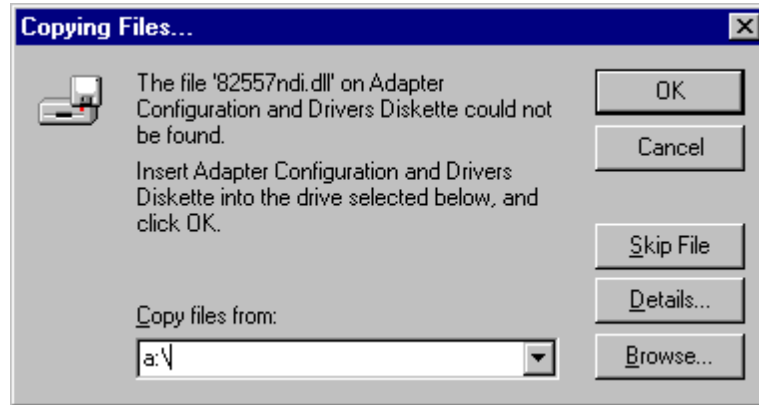 Copying Files...
The file '82557ndi.dll' on Adapter
Configuration and Drivers Diskette could not
be found.
Insert Adapter Configuration and Drivers
Diskette into the drive selected below, and
click OK.
Copy files from:
a:\
OK
Cancel
Skip File
Details...
Browse...